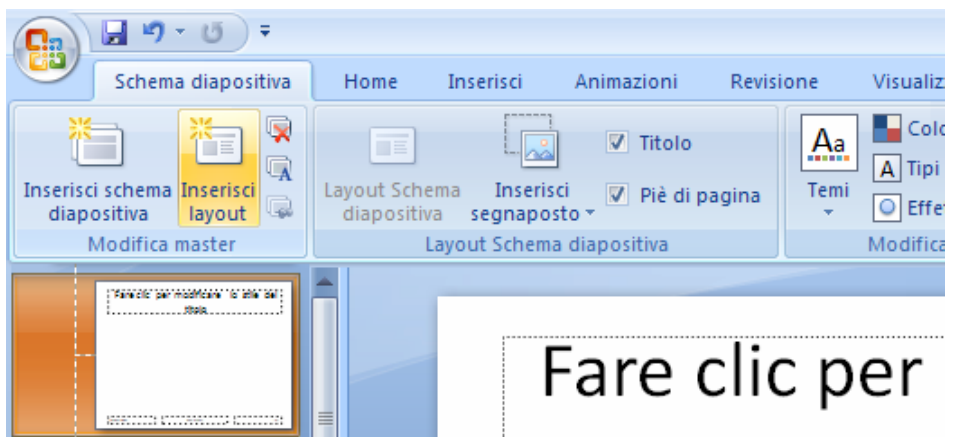 Schema diapositiva Home Inserisci Animazioni Revisione Visualiz
Inserisci schema
diapositiva
Inserisci
layout
Modifica master
Layout Schema
diapositiva
Inserisci
segnaposto
Titolo
Piè di pagina
Layout Schema diapositiva
Aa
Temi
Colo
A Tipi
Effet
Modifica
Fare clic per modificare lo stile del
titolo
Fare clic per